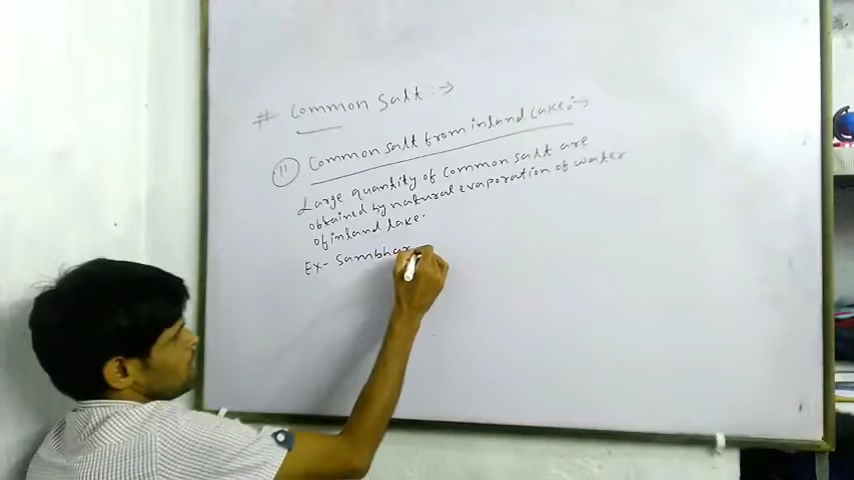 # Common Salt :→
(11) Common salt from inland Lake:→
Large quantity of Common salt are
obtained by natural evaporation of water
of inland lake.
Ex- Sambhar